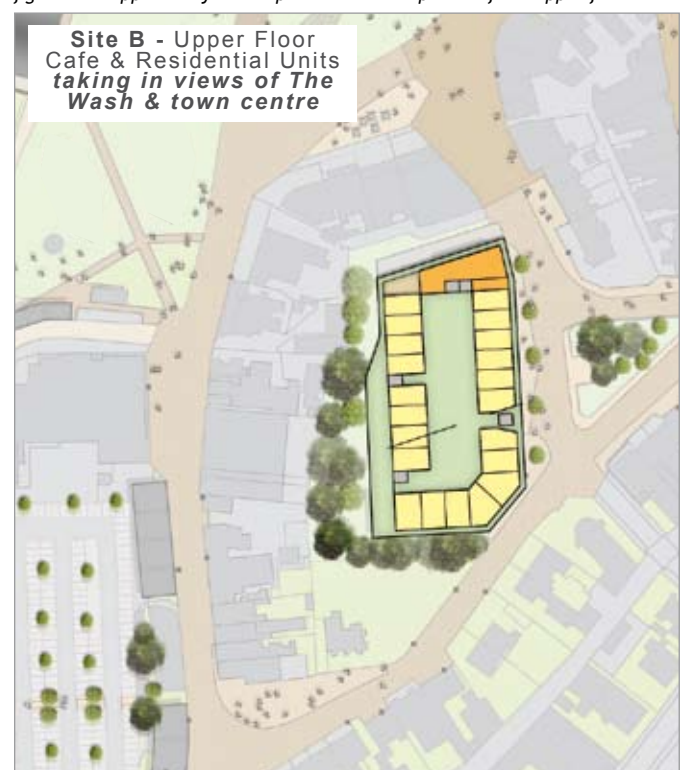 Site B - Upper Floor
Cafe & Residential Units
taking in views of The
Wash & town centre